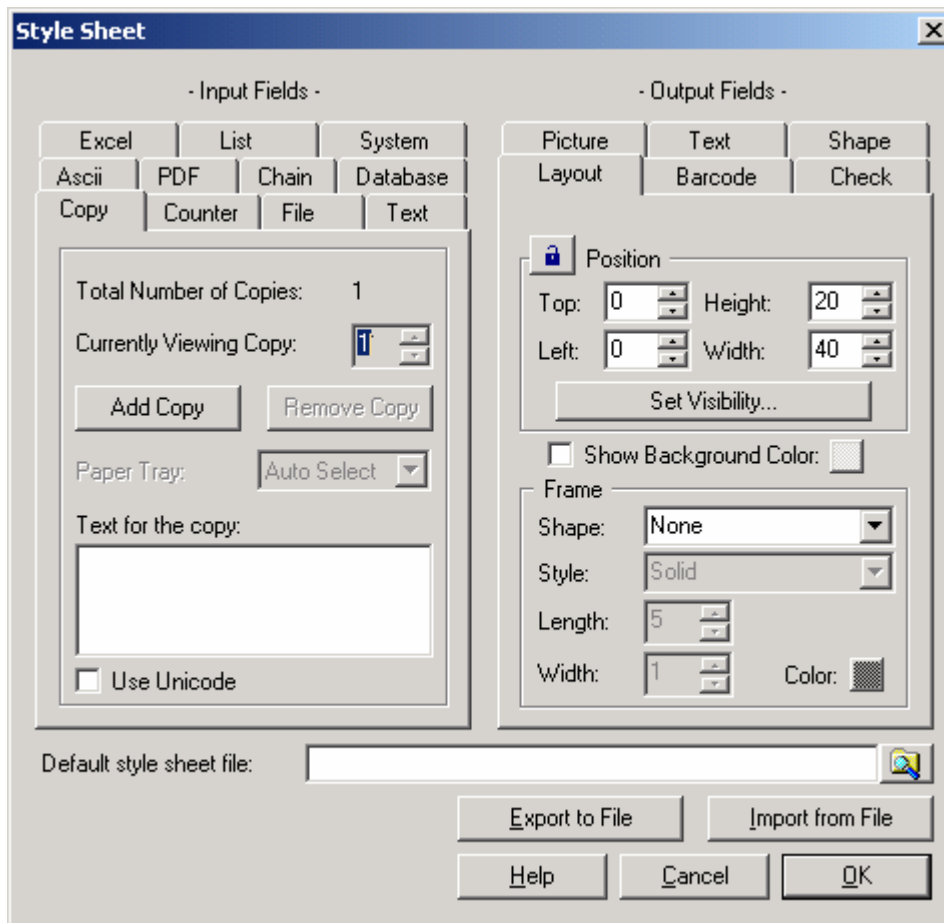 Style Sheet
- Input Fields -
Excel List System
Ascii PDF Chain Database
Copy Counter File Text
Total Number of Copies: 1
Currently Viewing Copy: 1
Add Copy Remove Copy
Paper Tray: Auto Select
Text for the copy:
Use Unicode
- Output Fields -
Picture Text Shape
Layout Barcode Check
Position
Top: 0 Height: 20
Left: 0 Width: 40
Set Visibility...
Show Background Color:
Frame
Shape: None
Style: Solid
Length: 5
Width: 1 Color:
Default style sheet file:
Export to File Import from File
Help Cancel OK